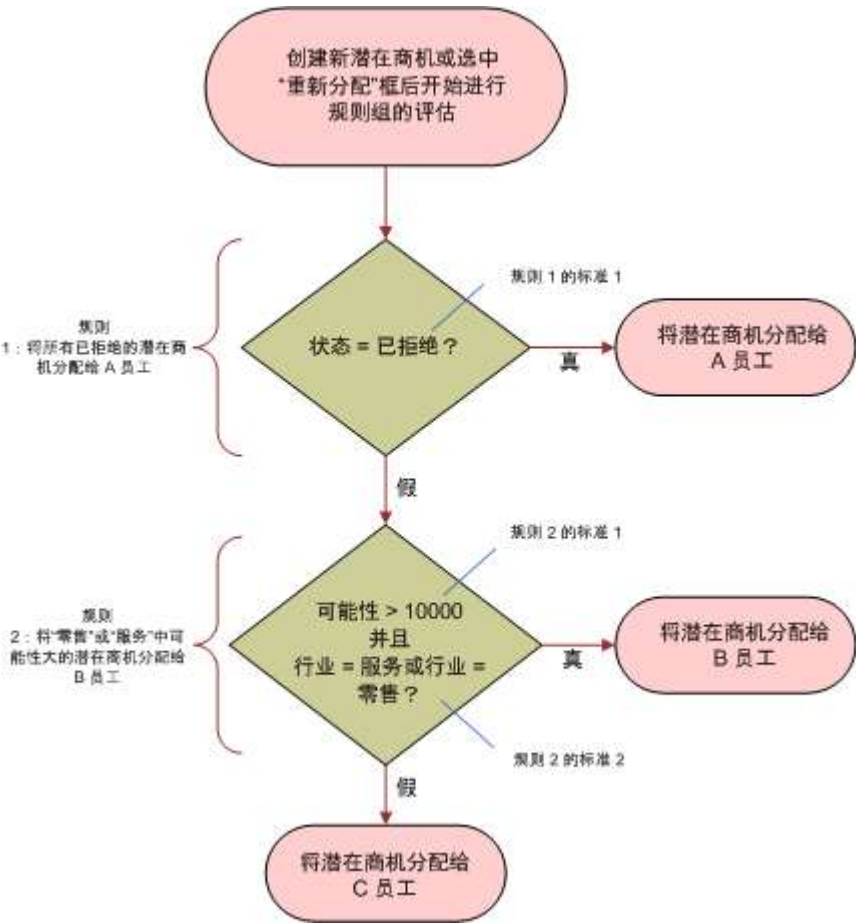 创建新潜在商机或选中
“重新分配”框后开始进行
规则组的评估
规则 1 的标准 1
规则
1：将所有已拒绝的潜在商
机分配给 A 员工
状态 = 已拒绝？
真
将潜在商机分配给
A 员工
假
规则 2 的标准 1
规则
2：将“零售”或“服务”中可
能性大的潜在商机分配给
B 员工
可能性 > 10000
并且
行业 = 服务或行业 =
零售？
真
将潜在商机分配给
B 员工
规则 2 的标准 2
假
将潜在商机分配给
C 员工